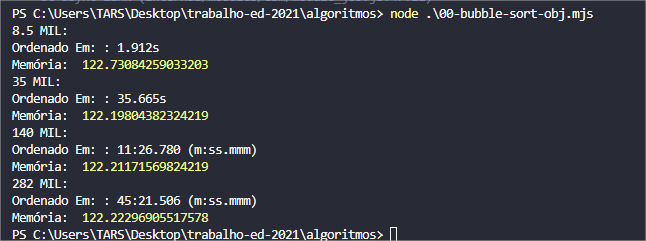 PS C:\Users\TARS\Desktop\trabalho-ed-2021\algoritmos> node .\00-bubble-sort-obj.mjs
8.5 MIL:
Ordenado Em: : 1.912s
Memória:  122.73084259033203
35 MIL:
Ordenado Em: : 35.665s
Memória:  122.19804382324219
140 MIL:
Ordenado Em: : 11:26.780 (m:ss.mmm)
Memória:  122.21171569824219
282 MIL:
Ordenado Em: : 45:21.506 (m:ss.mmm)
Memória:  122.22296905517578
PS C:\Users\TARS\Desktop\trabalho-ed-2021\algoritmos>